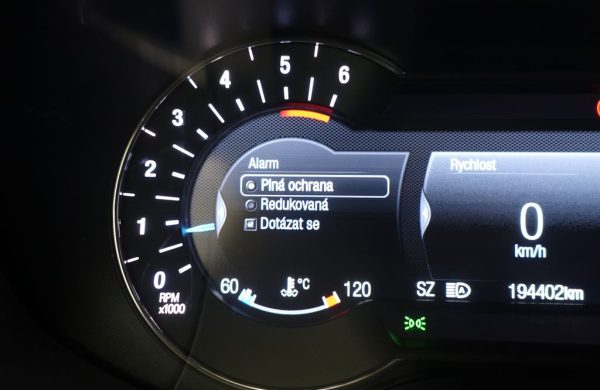 6
5
4
3
2
1
0
RPM
x1000
Alarm
Plná ochrana
Redukovaná
Dotázat se
60 °C 120
Rychlost
0
km/h
SZ A 194402km